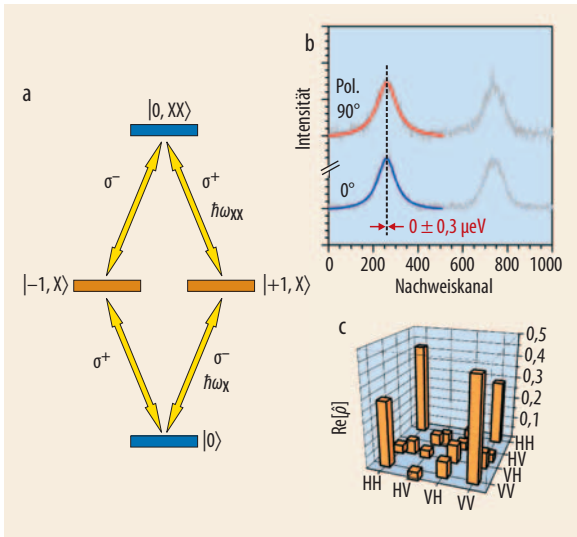 a
|0, XX⟩
σ⁻
σ⁺
ħωXX
|−1, X⟩
|+1, X⟩
σ⁺
σ⁻
ħωX
|0⟩
b
Intensität
Pol.
90°
0°
0 ± 0,3 µeV
0 200 400 600 800 1000
Nachweiskanal
c
0,5
0,4
0,3
0,2
0,1
Re[ρ̂]
HH
HV
VH
VV
HH
HV
VH
VV